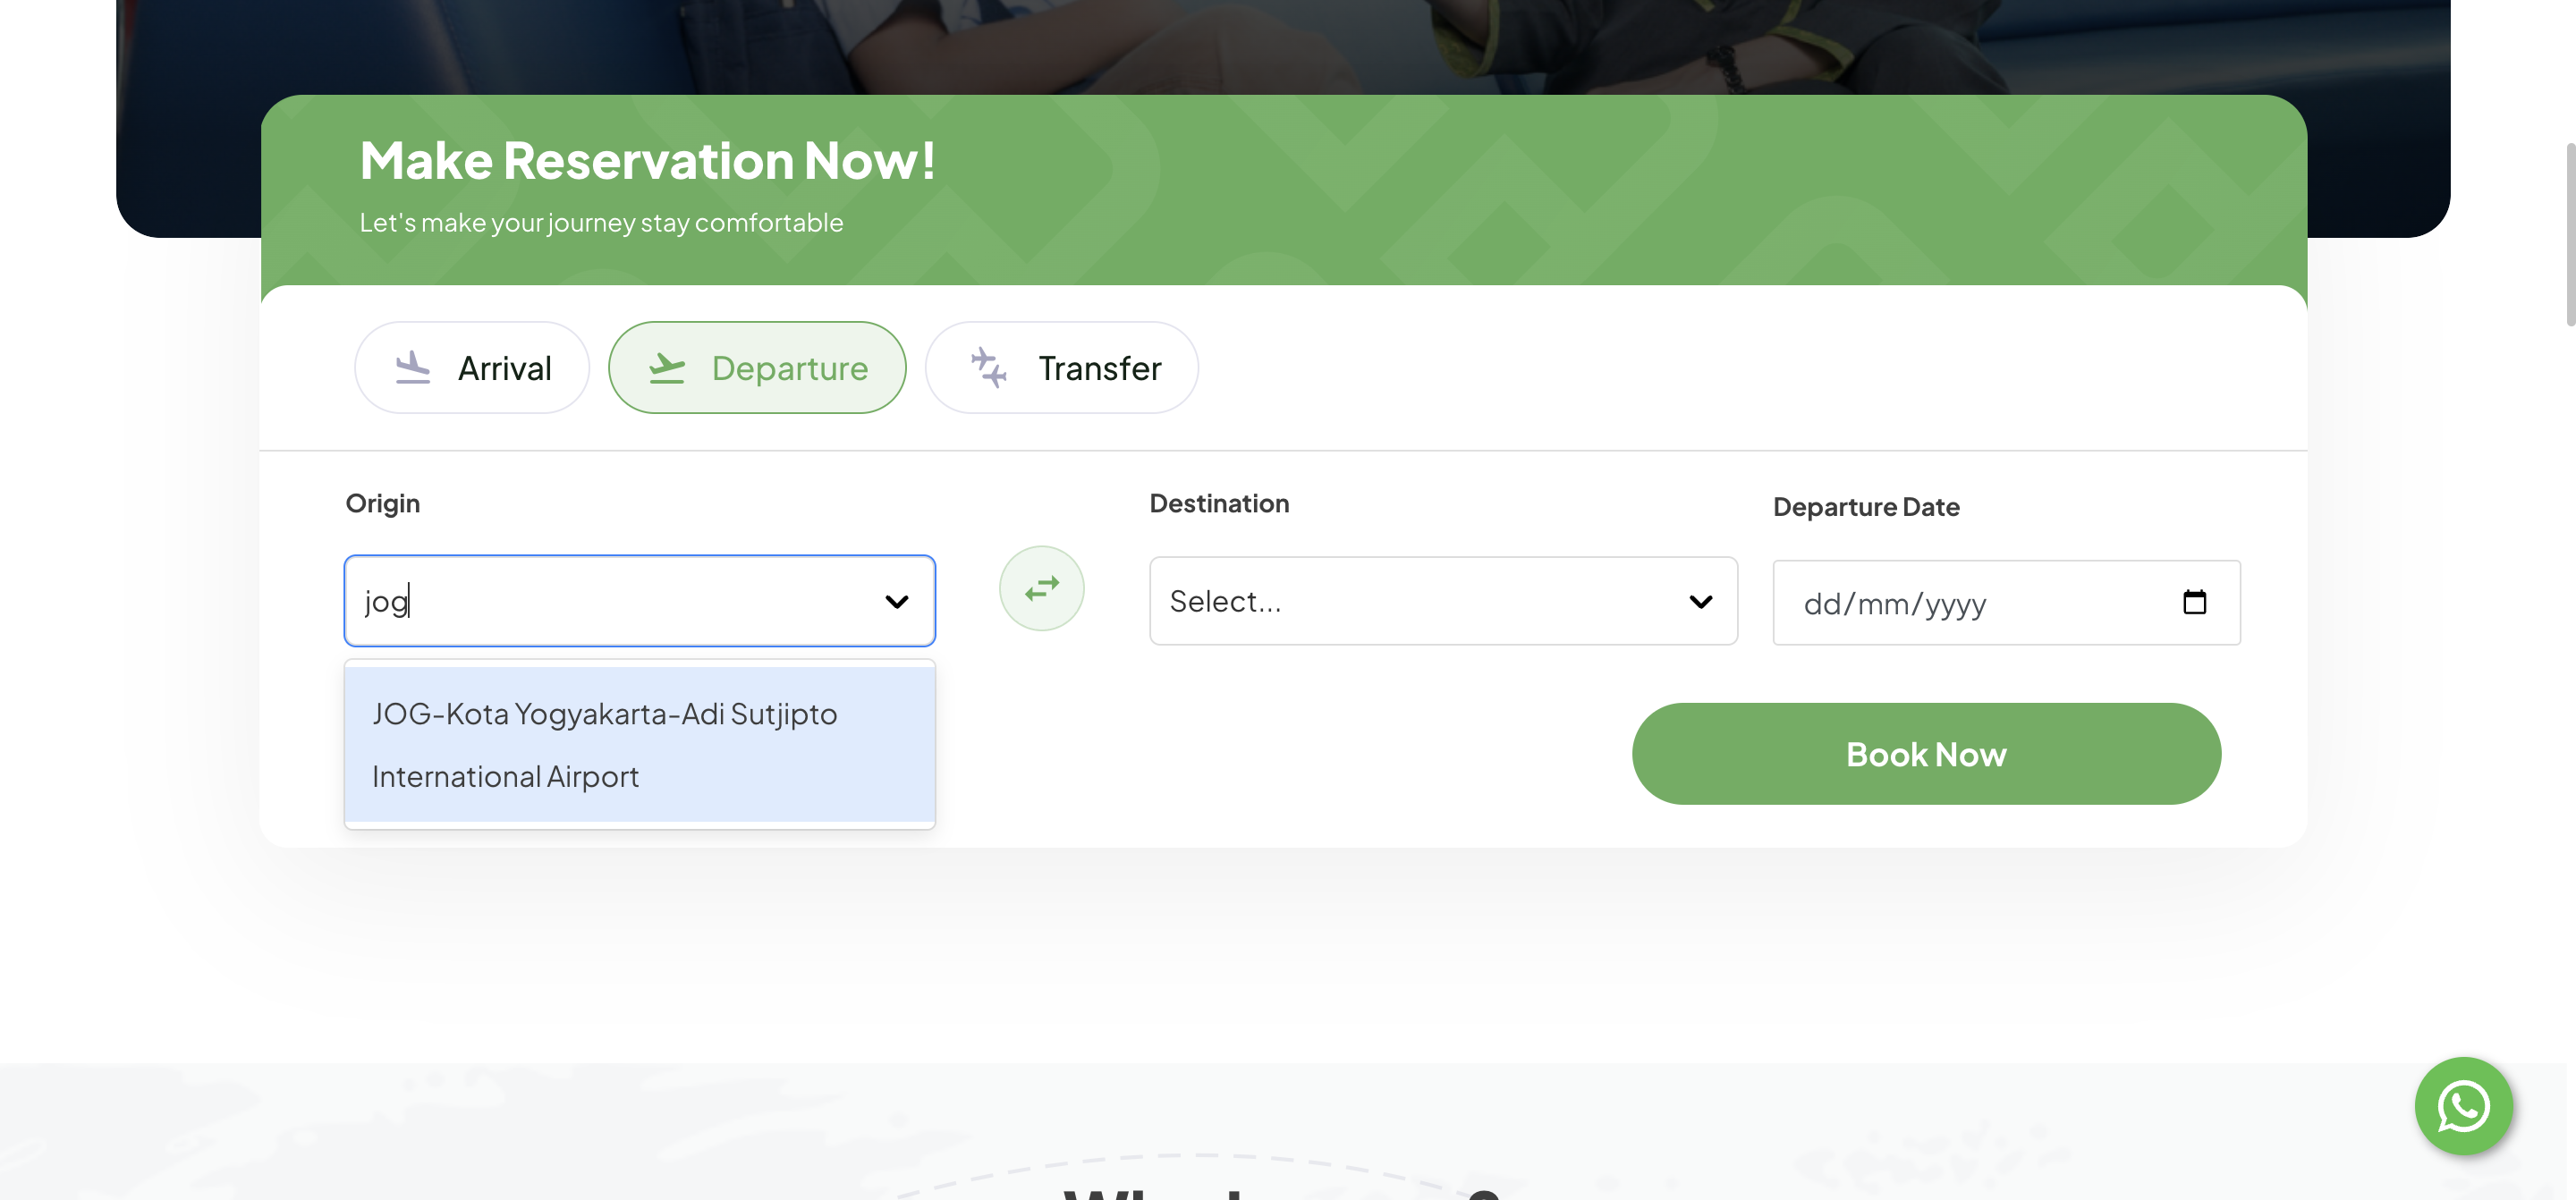 Make Reservation Now!
Let's make your journey stay comfortable
Arrival
Departure
Transfer
Origin
Destination
Departure Date
jog
Select...
dd/mm/yyyy
JOG-Kota Yogyakarta-Adi Sutjipto
International Airport
Book Now